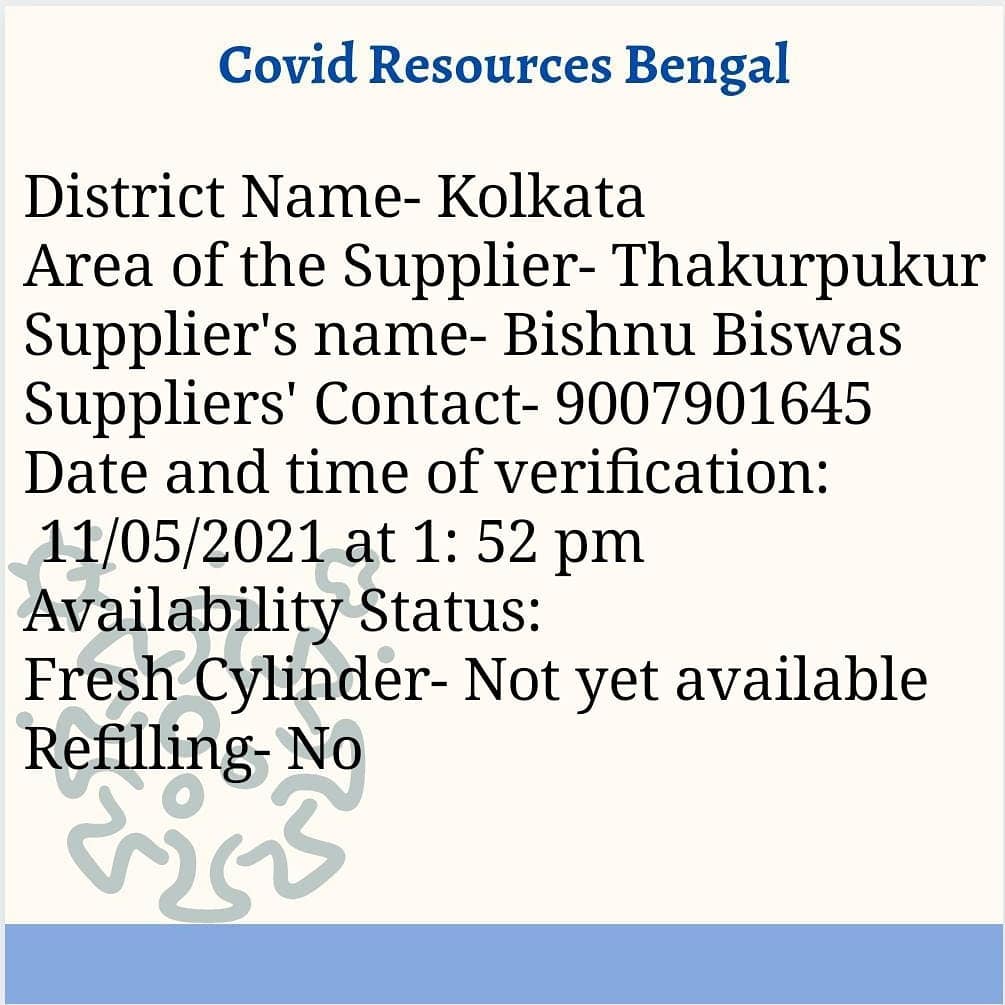 Covid Resources Bengal
District Name- Kolkata
Area of the Supplier- Thakurpukur
Supplier's name- Bishnu Biswas
Suppliers' Contact- 9007901645
Date and time of verification:
11/05/2021 at 1: 52 pm
Availability Status:
Fresh Cylinder- Not yet available
Refilling- No